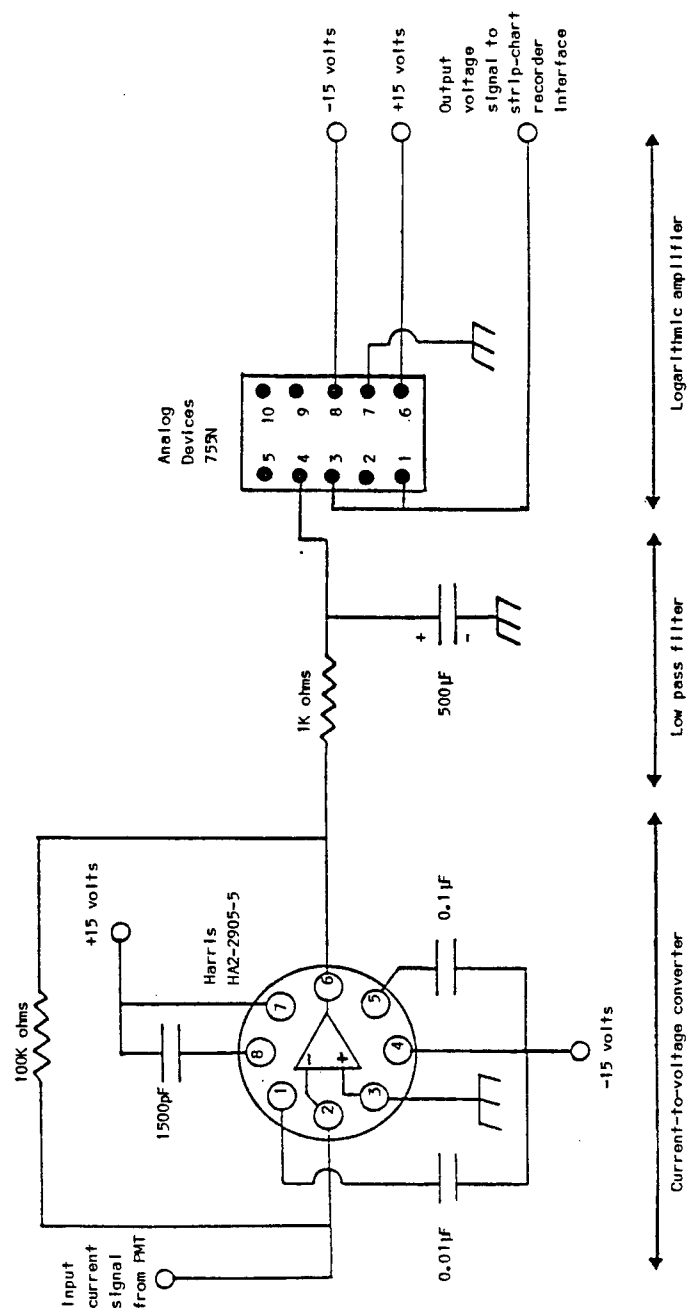 Input
current
signal
from PMT
100K ohms
+15 volts
1500pF
Harris
HA2-2905-5
8
7
1
6
2
-
+
3
5
4
0.01µF
0.1µF
-15 volts
1K ohms
+
-
500µF
Analog
Devices
755N
5
10
4
9
3
8
2
7
1
6
-15 volts
+15 volts
Output
voltage
signal to
strip-chart
recorder
interface
Current-to-voltage converter
Low pass filter
Logarithmic amplifier